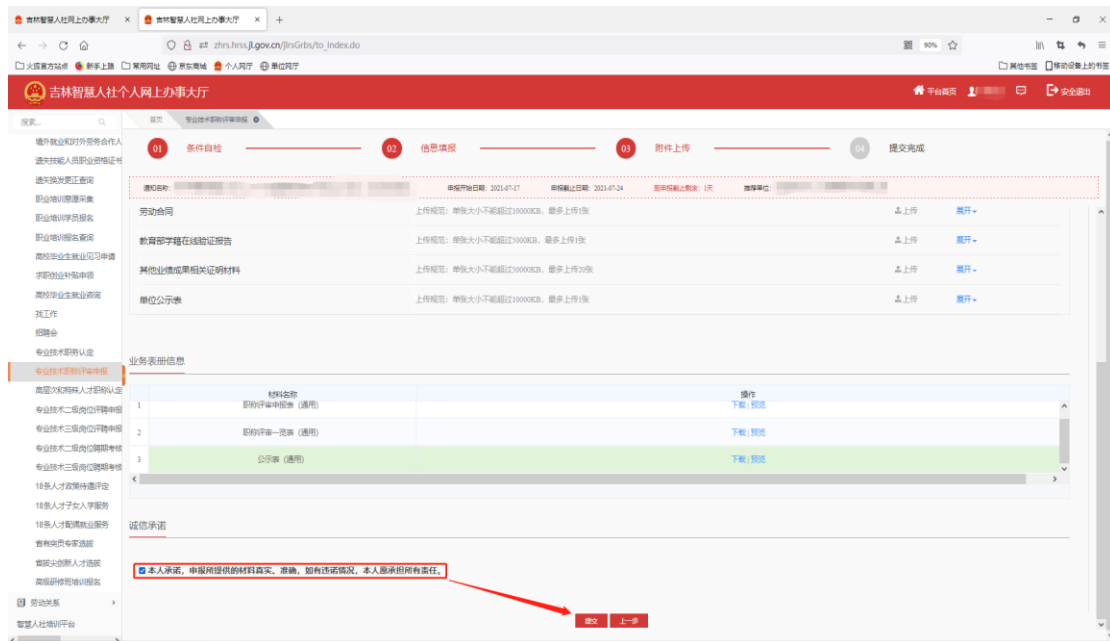 吉林智慧人社网上办事大厅 × 吉林智慧人社网上办事大厅 × +
zhrs.hrss.jl.gov.cn/jlrsGrbs/to_index.do 90%
火狐官方站点 新手上路 常用网址 京东商城 个人网厅 单位网厅 其他书签 移动设备上的书签
吉林智慧人社个人网上办事大厅 平台首页 安全退出
搜索... 首页 专业技术职称评审申报
境外就业和对外劳务合作人
遗失技能人员职业资格证书
遗失换发更正查询
职业培训意愿采集
职业培训学员报名
职业培训报名查询
高校毕业生就业见习申请
求职创业补贴申领
高校毕业生就业咨询
找工作
招聘会
专业技术职务认定
专业技术职称评审申报
高层次和特殊人才职称认定
专业技术二级岗位评聘申报
专业技术三级岗位评聘申报
专业技术二级岗位聘期考核
专业技术三级岗位聘期考核
18条人才政策待遇评定
18条人才子女入学服务
18条人才配偶就业服务
省有突贡专家选拔
省拔尖创新人才选拔
高级研修班培训报名
劳动关系
智慧人社培训平台
01 条件自检 02 信息填报 03 附件上传 04 提交完成
通知名称： 申报开始日期：2021-07-17 申报截止日期：2021-07-24 距申报截止剩余：1天 推荐单位：
劳动合同 上传规范：单张大小不能超过10000KB、最多上传1张 上传 展开
教育部学籍在线验证报告 上传规范：单张大小不能超过5000KB、最多上传1张 上传 展开
其他业绩成果相关证明材料 上传规范：单张大小不能超过50000KB、最多上传20张 上传 展开
单位公示表 上传规范：单张大小不能超过10000KB、最多上传1张 上传 展开
业务表册信息
材料名称 操作
1 职称评审申报表（通用） 下载 | 预览
2 职称评审一览表（通用） 下载 | 预览
3 公示表（通用） 下载 | 预览
诚信承诺
本人承诺，申报所提供的材料真实、准确，如有违诺情况，本人愿承担所有责任。
提交 上一步